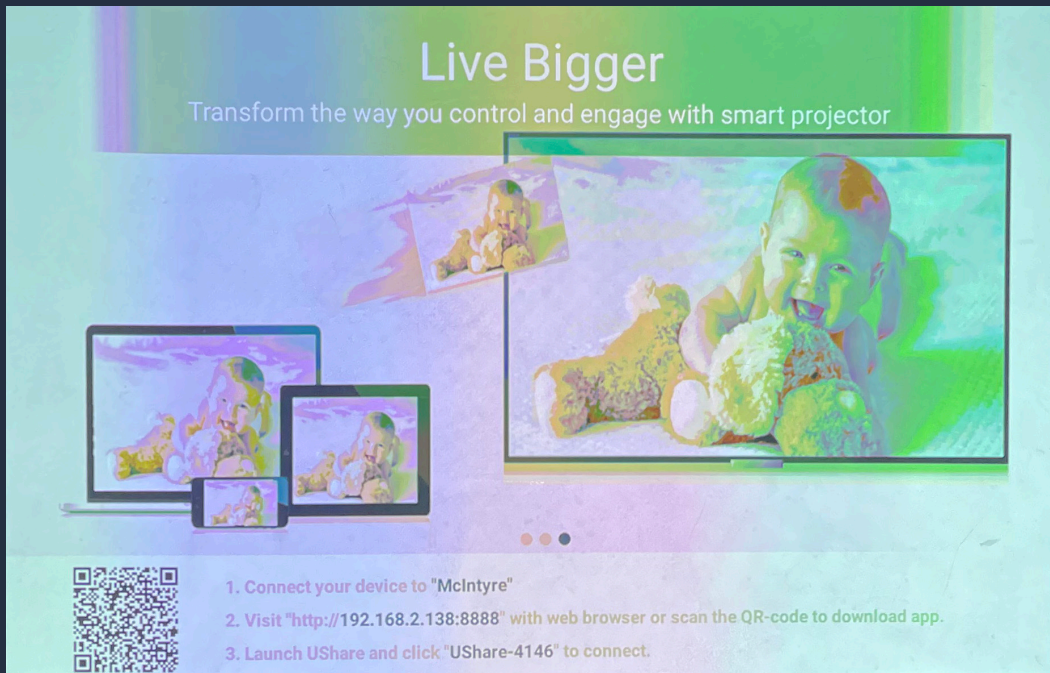 Live Bigger
Transform the way you control and engage with smart projector
1. Connect your device to "McIntyre"
2. Visit "http://192.168.2.138:8888" with web browser or scan the QR-code to download app.
3. Launch UShare and click "UShare-4146" to connect.